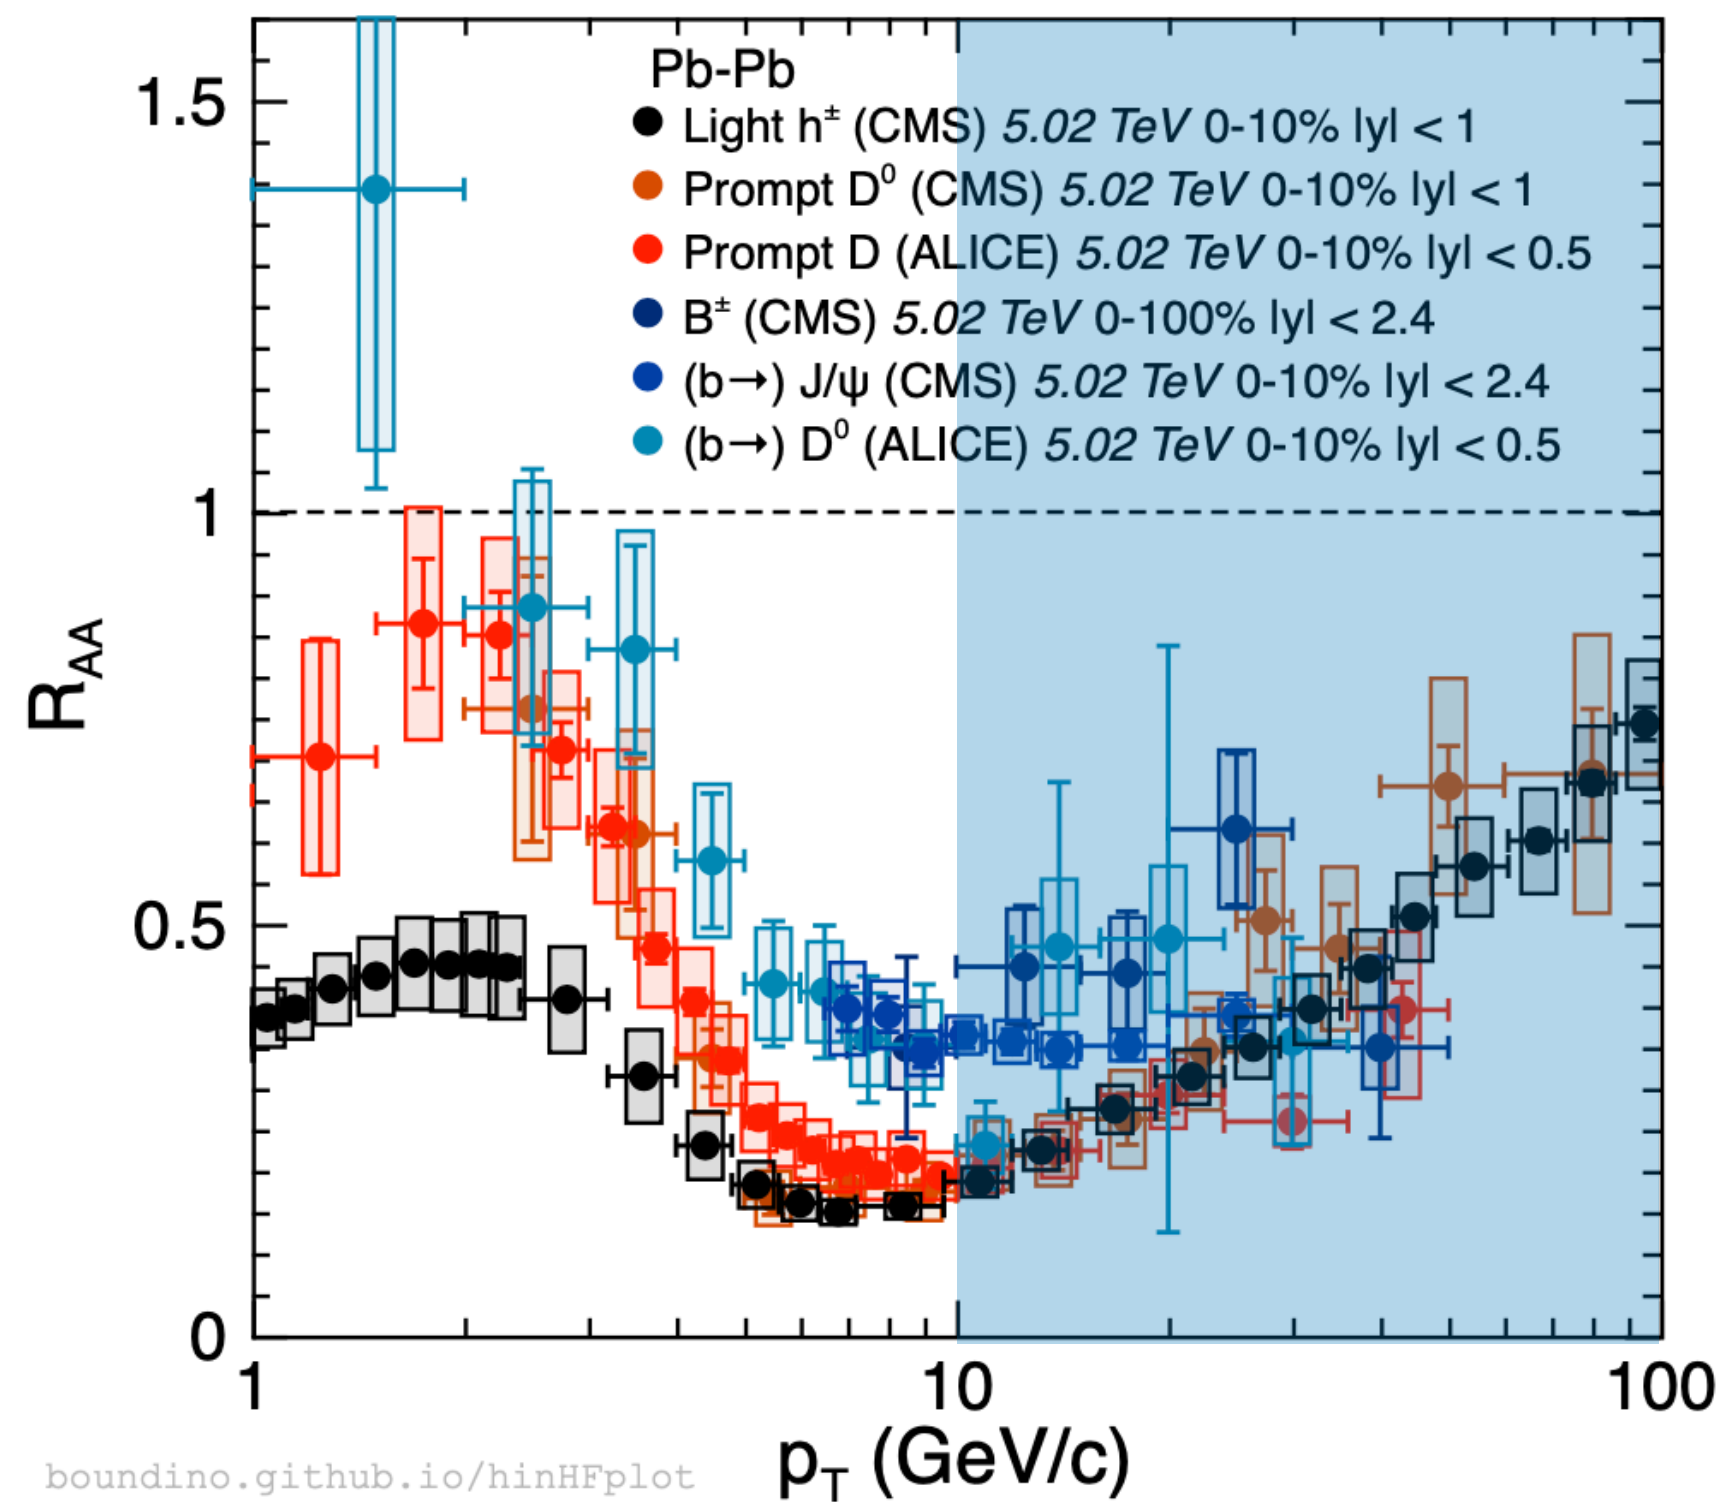 Pb-Pb
Light h± (CMS) 5.02 TeV 0-10% |y| < 1
Prompt D⁰ (CMS) 5.02 TeV 0-10% |y| < 1
Prompt D (ALICE) 5.02 TeV 0-10% |y| < 0.5
B± (CMS) 5.02 TeV 0-100% |y| < 2.4
(b→) J/ψ (CMS) 5.02 TeV 0-10% |y| < 2.4
(b→) D⁰ (ALICE) 5.02 TeV 0-10% |y| < 0.5
1.5
1
0.5
0
R_AA
1
10
100
p_T (GeV/c)
boundino.github.io/hinHFplot